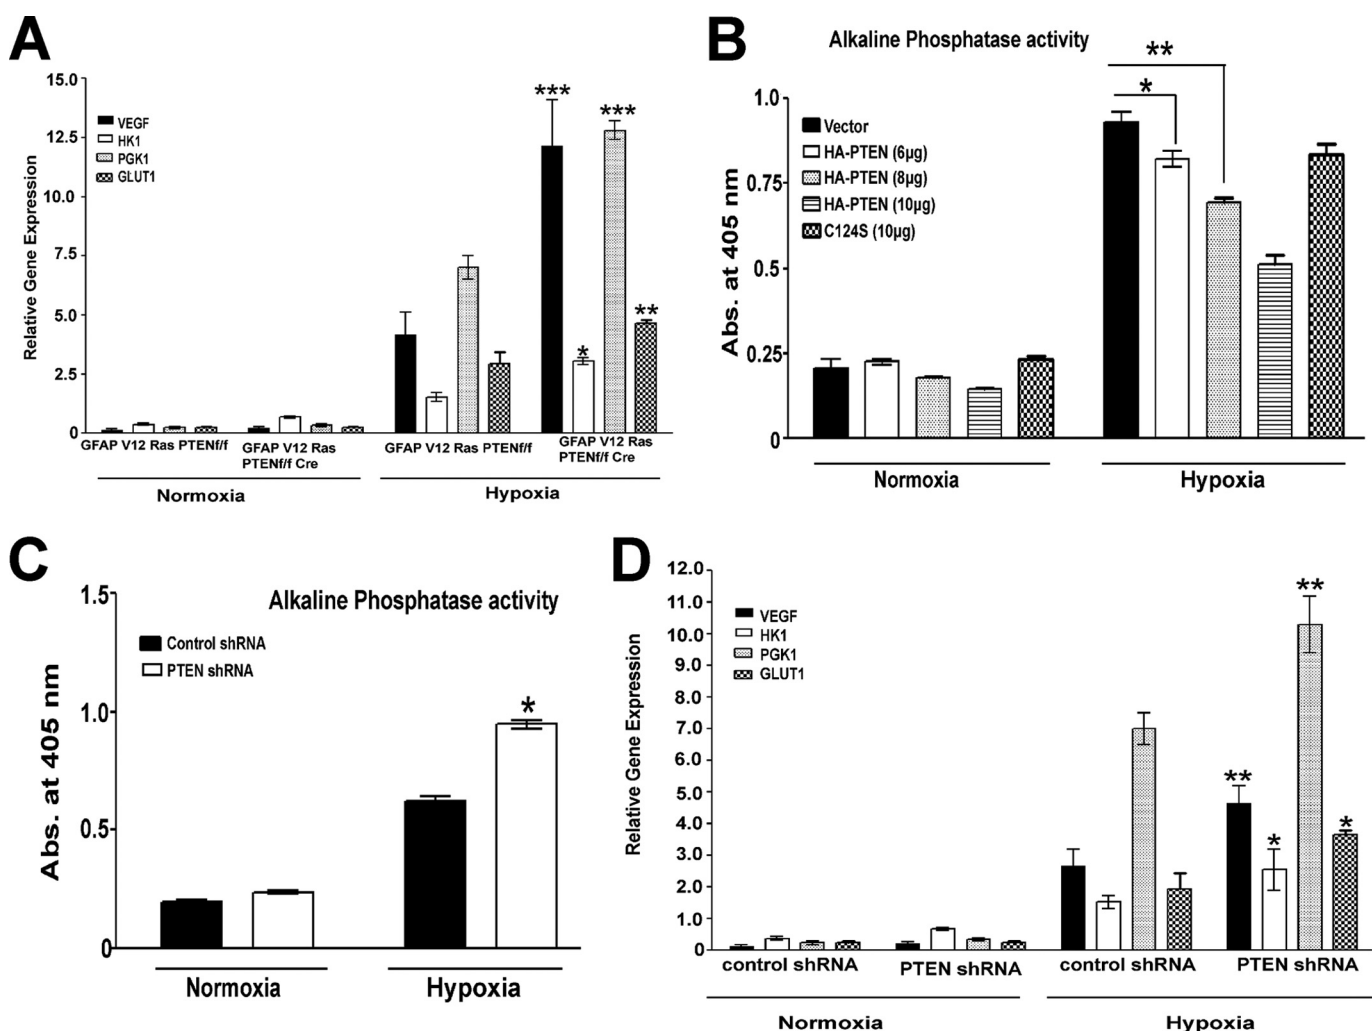 A
Relative Gene Expression
15.0
12.5
10.0
7.5
5.0
2.5
0
VEGF
HK1
PGK1
GLUT1
***
*
***
**
GFAP V12 Ras PTENf/f
GFAP V12 Ras
PTENf/f Cre
GFAP V12 Ras PTENf/f
GFAP V12 Ras
PTENf/f Cre
Normoxia
Hypoxia
B
Alkaline Phosphatase activity
Abs. at 405 nm
1.0
0.75
0.5
0.25
0
Vector
HA-PTEN (6µg)
HA-PTEN (8µg)
HA-PTEN (10µg)
C124S (10µg)
**
*
Normoxia
Hypoxia
C
Alkaline Phosphatase activity
Abs. at 405 nm
1.5
1.0
0.5
0
Control shRNA
PTEN shRNA
*
Normoxia
Hypoxia
D
Relative Gene Expression
12.0
11.0
10.0
9.0
8.0
7.0
6.0
5.0
4.0
3.0
2.0
1.0
0
VEGF
HK1
PGK1
GLUT1
**
*
**
*
control shRNA
PTEN shRNA
control shRNA
PTEN shRNA
Normoxia
Hypoxia